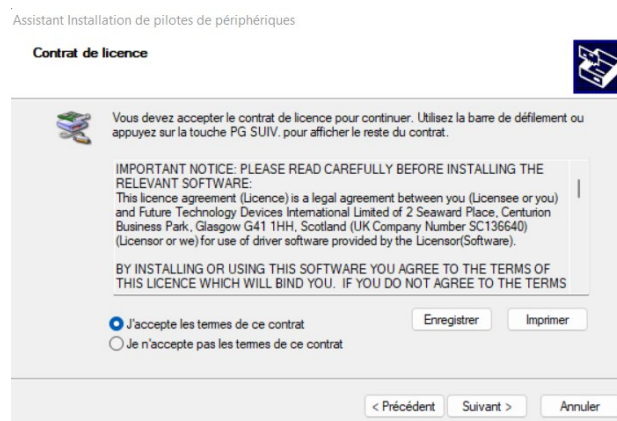 Assistant Installation de pilotes de périphériques
Contrat de licence
Vous devez accepter le contrat de licence pour continuer. Utilisez la barre de défilement ou
appuyez sur la touche PG SUIV. pour afficher le reste du contrat.
IMPORTANT NOTICE: PLEASE READ CAREFULLY BEFORE INSTALLING THE
RELEVANT SOFTWARE:
This licence agreement (Licence) is a legal agreement between you (Licensee or you)
and Future Technology Devices International Limited of 2 Seaward Place, Centurion
Business Park, Glasgow G41 1HH, Scotland (UK Company Number SC136640)
(Licensor or we) for use of driver software provided by the Licensor(Software).
BY INSTALLING OR USING THIS SOFTWARE YOU AGREE TO THE TERMS OF
THIS LICENCE WHICH WILL BIND YOU. IF YOU DO NOT AGREE TO THE TERMS
J'accepte les termes de ce contrat
Enregistrer
Imprimer
Je n'accepte pas les termes de ce contrat
< Précédent
Suivant >
Annuler